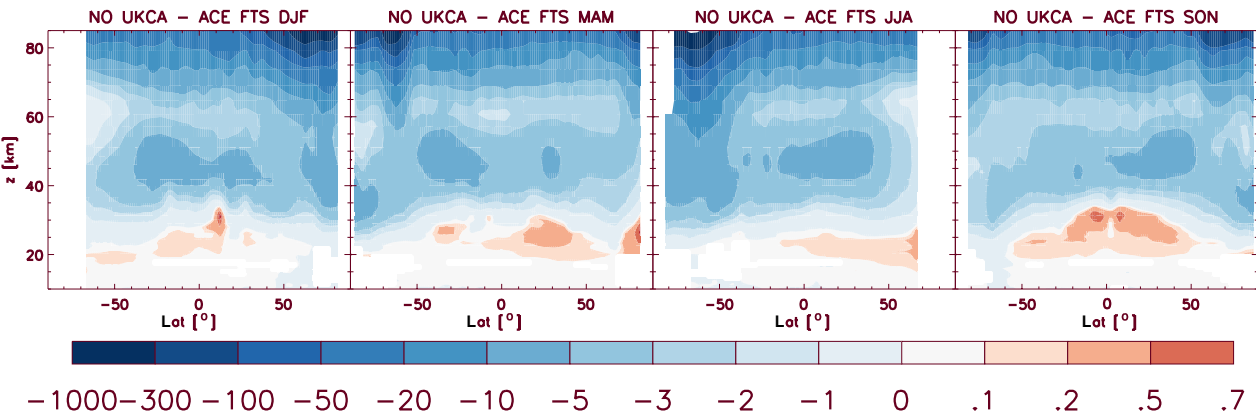 NO UKCA - ACE FTS DJF NO UKCA - ACE FTS MAM NO UKCA - ACE FTS JJA NO UKCA - ACE FTS SON
80
60
z [km]
40
20
-50 0 50 -50 0 50 -50 0 50 -50 0 50
Lat [°] Lat [°] Lat [°] Lat [°]
-1000 -300 -100 -50 -20 -10 -5 -3 -2 -1 0 .1 .2 .5 .7